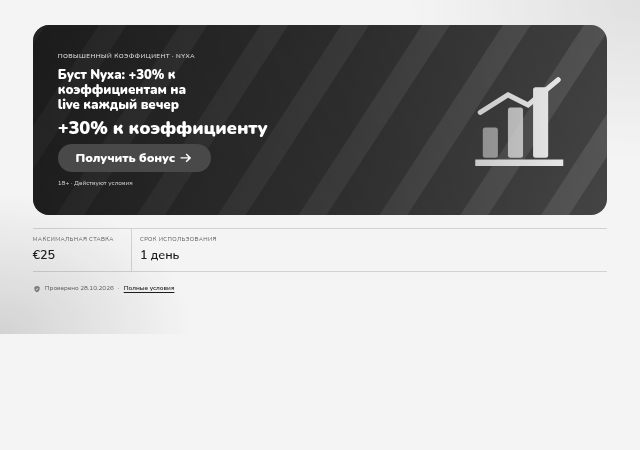 ПОВЫШЕННЫЙ КОЭФФИЦИЕНТ · NYXA
Буст Nyxa: +30% к
коэффициентам на
live каждый вечер
+30% к коэффициенту
Получить бонус →
18+ · Действуют условия
МАКСИМАЛЬНАЯ СТАВКА
€25
СРОК ИСПОЛЬЗОВАНИЯ
1 день
Проверено 28.10.2026 · Полные условия